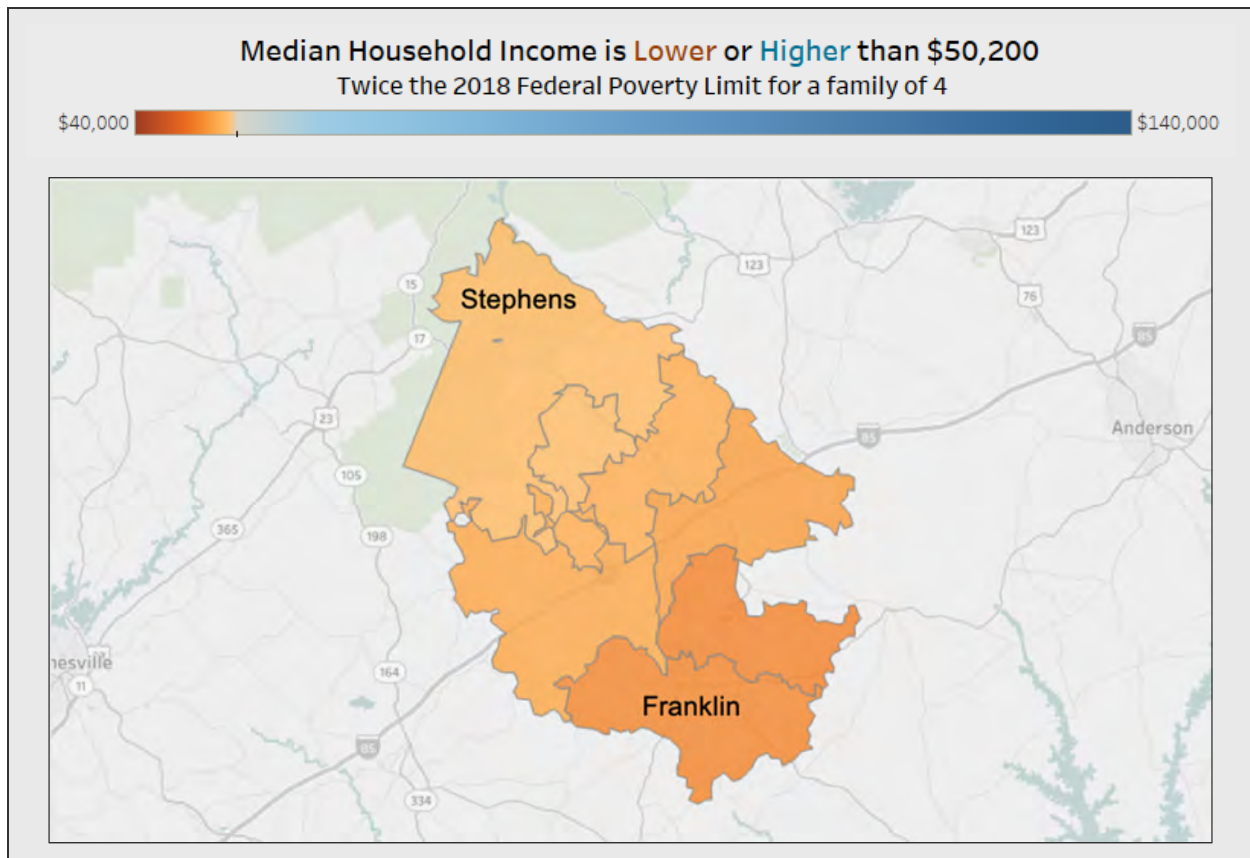 Median Household Income is Lower or Higher than $50,200
Twice the 2018 Federal Poverty Limit for a family of 4
$40,000 $140,000
123
123
15
Stephens
76
17
85
23
Anderson
85
105
365
198
nesville
164
11
Franklin
85
334